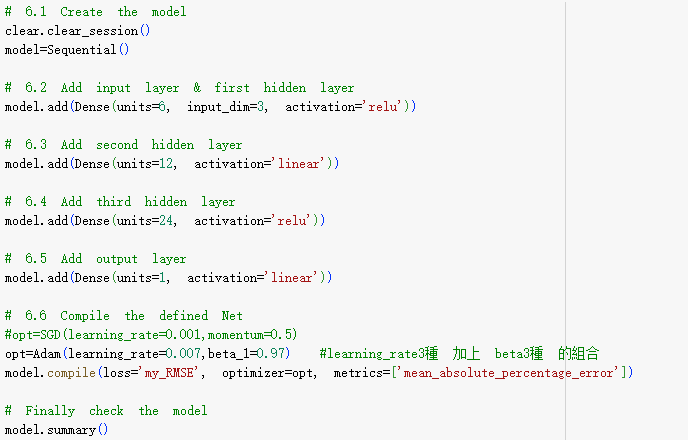 # 6.1 Create the model
clear.clear_session()
model=Sequential()
# 6.2 Add input layer & first hidden layer
model.add(Dense(units=6, input_dim=3, activation='relu'))
# 6.3 Add second hidden layer
model.add(Dense(units=12, activation='linear'))
# 6.4 Add third hidden layer
model.add(Dense(units=24, activation='relu'))
# 6.5 Add output layer
model.add(Dense(units=1, activation='linear'))
# 6.6 Compile the defined Net
#opt=SGD(learning_rate=0.001,momentum=0.5)
opt=Adam(learning_rate=0.007,beta_1=0.97) #learning_rate3種 加上 beta3種 的組合
model.compile(loss='my_RMSE', optimizer=opt, metrics=['mean_absolute_percentage_error'])
# Finally check the model
model.summary()